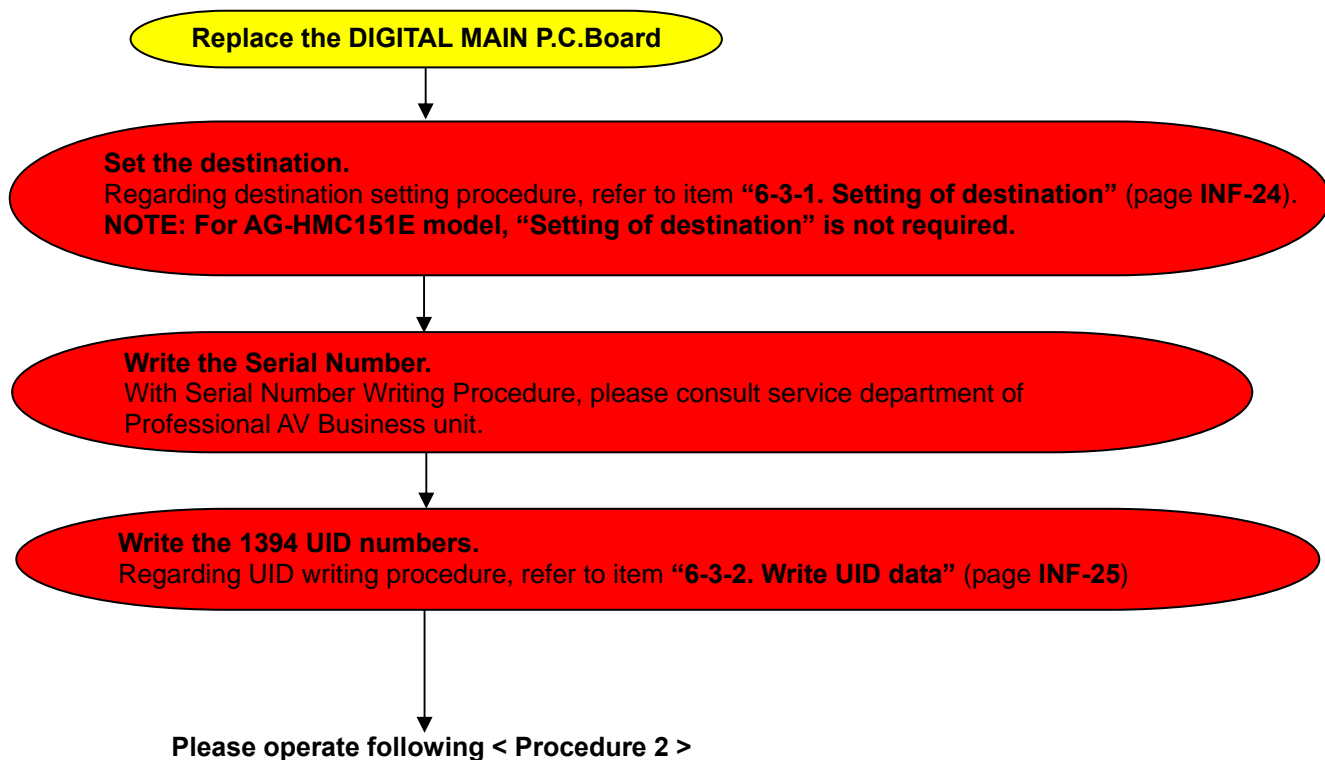 Replace the DIGITAL MAIN P.C.Board
Set the destination.
Regarding destination setting procedure, refer to item “6-3-1. Setting of destination” (page INF-24).
NOTE: For AG-HMC151E model, “Setting of destination” is not required.
Write the Serial Number.
With Serial Number Writing Procedure, please consult service department of
Professional AV Business unit.
Write the 1394 UID numbers.
Regarding UID writing procedure, refer to item “6-3-2. Write UID data” (page INF-25)
Please operate following < Procedure 2 >